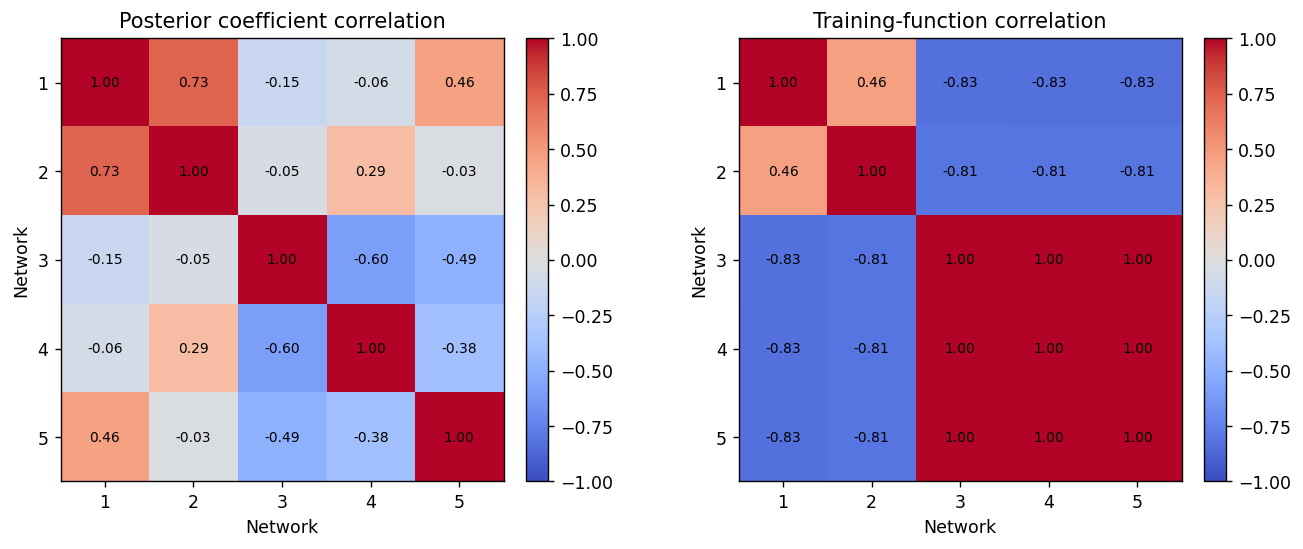 Posterior coefficient correlation
1.00 0.73 -0.15 -0.06 0.46
0.73 1.00 -0.05 0.29 -0.03
-0.15 -0.05 1.00 -0.60 -0.49
-0.06 0.29 -0.60 1.00 -0.38
0.46 -0.03 -0.49 -0.38 1.00
1
2
3
4
5
Network
1 2 3 4 5
Network
1.00
0.75
0.50
0.25
0.00
−0.25
−0.50
−0.75
−1.00
Training-function correlation
1.00 0.46 -0.83 -0.83 -0.83
0.46 1.00 -0.81 -0.81 -0.81
-0.83 -0.81 1.00 1.00 1.00
-0.83 -0.81 1.00 1.00 1.00
-0.83 -0.81 1.00 1.00 1.00
1
2
3
4
5
Network
1 2 3 4 5
Network
1.00
0.75
0.50
0.25
0.00
−0.25
−0.50
−0.75
−1.00